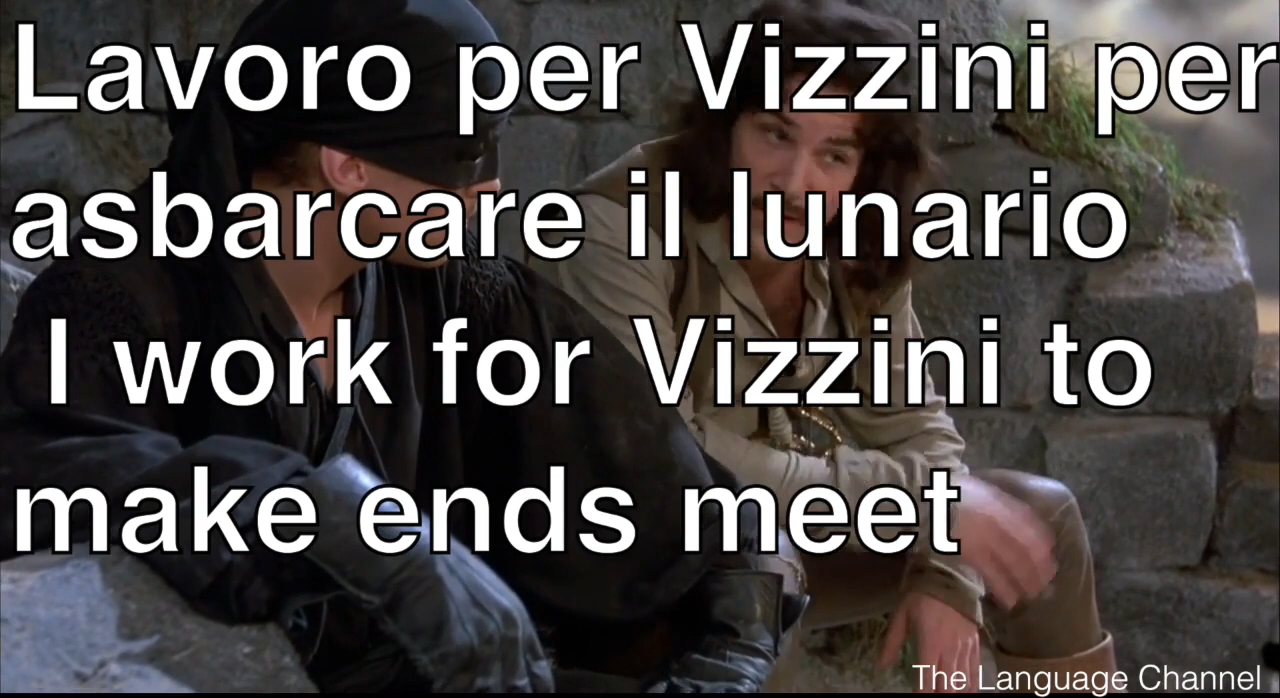 Lavoro per Vizzini per
asbarcare il lunario
I work for Vizzini to
make ends meet
The Language Channel